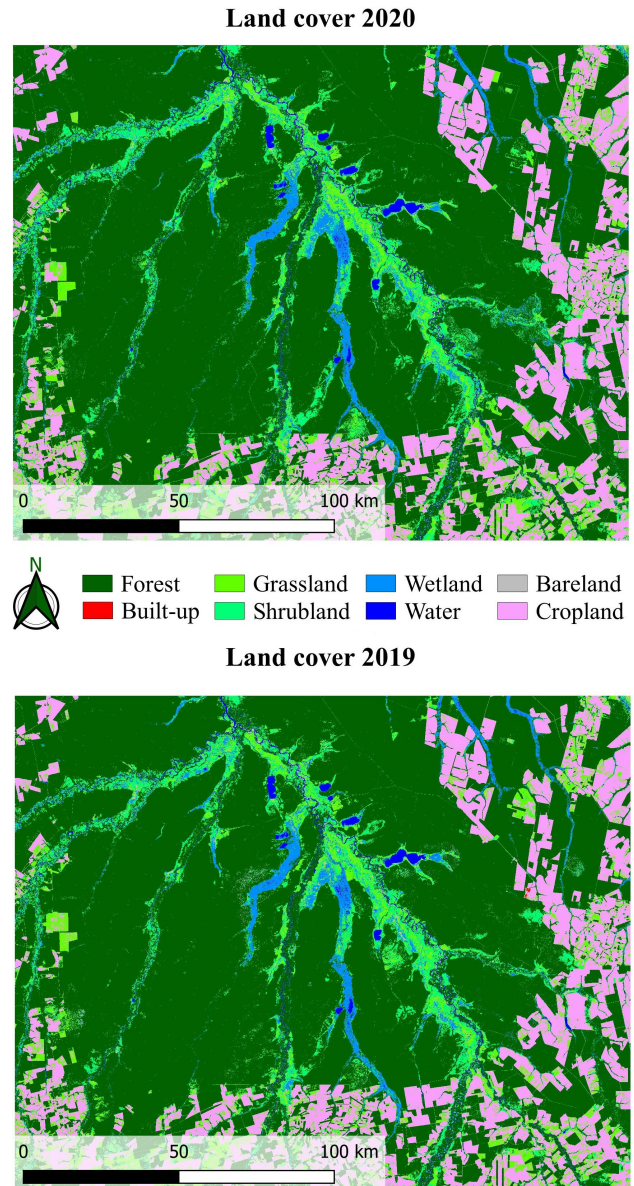 Land cover 2020
0 50 100 km
N
Forest Grassland Wetland Bareland
Built-up Shrubland Water Cropland
Land cover 2019
0 50 100 km